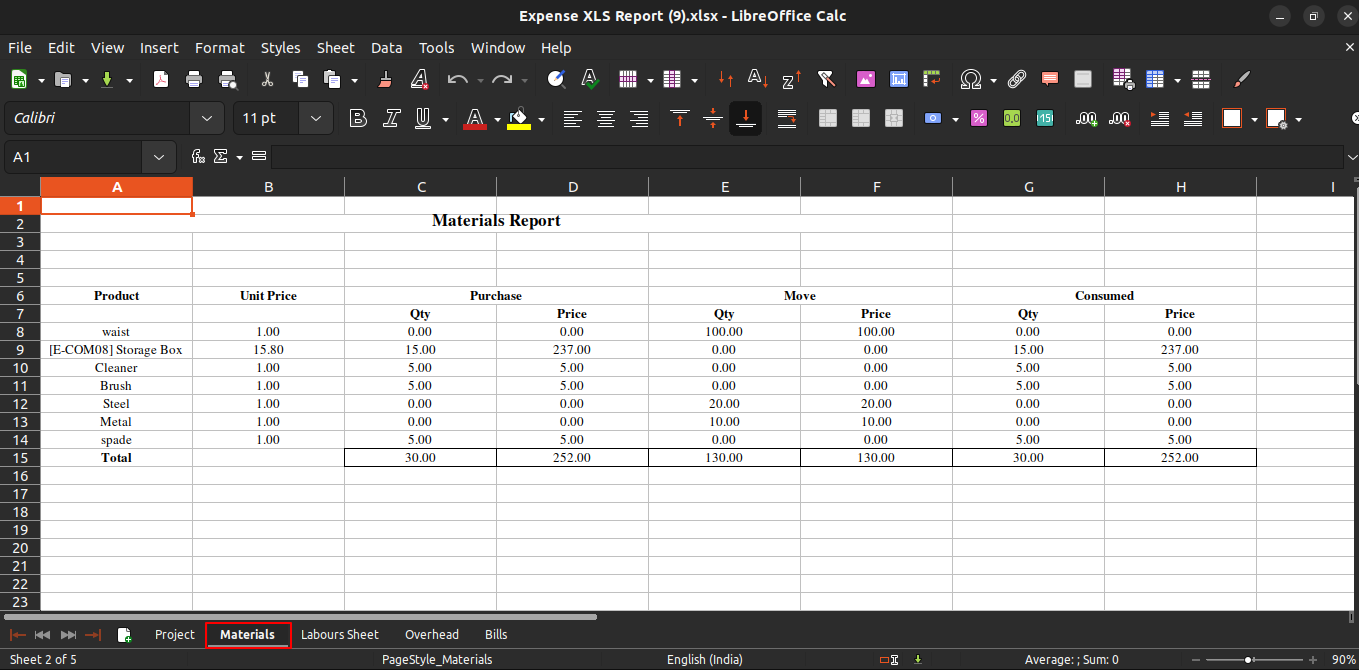 Expense XLS Report (9).xlsx - LibreOffice Calc
File Edit View Insert Format Styles Sheet Data Tools Window Help
Calibri 11 pt
A1
A B C D E F G H I
1
2 Materials Report
3
4
5
6 Product Unit Price Purchase Move Consumed
7 Qty Price Qty Price Qty Price
8 waist 1.00 0.00 0.00 100.00 100.00 0.00 0.00
9 [E-COM08] Storage Box 15.80 15.00 237.00 0.00 0.00 15.00 237.00
10 Cleaner 1.00 5.00 5.00 0.00 0.00 5.00 5.00
11 Brush 1.00 5.00 5.00 0.00 0.00 5.00 5.00
12 Steel 1.00 0.00 0.00 20.00 20.00 0.00 0.00
13 Metal 1.00 0.00 0.00 10.00 10.00 0.00 0.00
14 spade 1.00 5.00 5.00 0.00 0.00 5.00 5.00
15 Total 30.00 252.00 130.00 130.00 30.00 252.00
16
17
18
19
20
21
22
23
Project Materials Labours Sheet Overhead Bills
Sheet 2 of 5 PageStyle_Materials English (India) Average: ; Sum: 0 90%